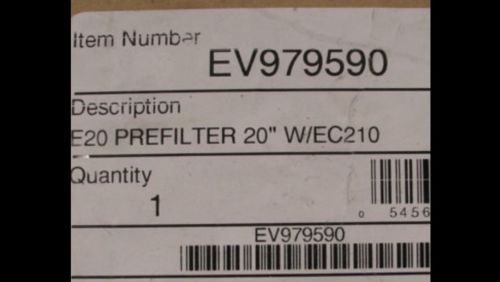 Item Number
EV979590
Description
E20 PREFILTER 20" W/EC210
Quantity
1
0 5456
EV979590